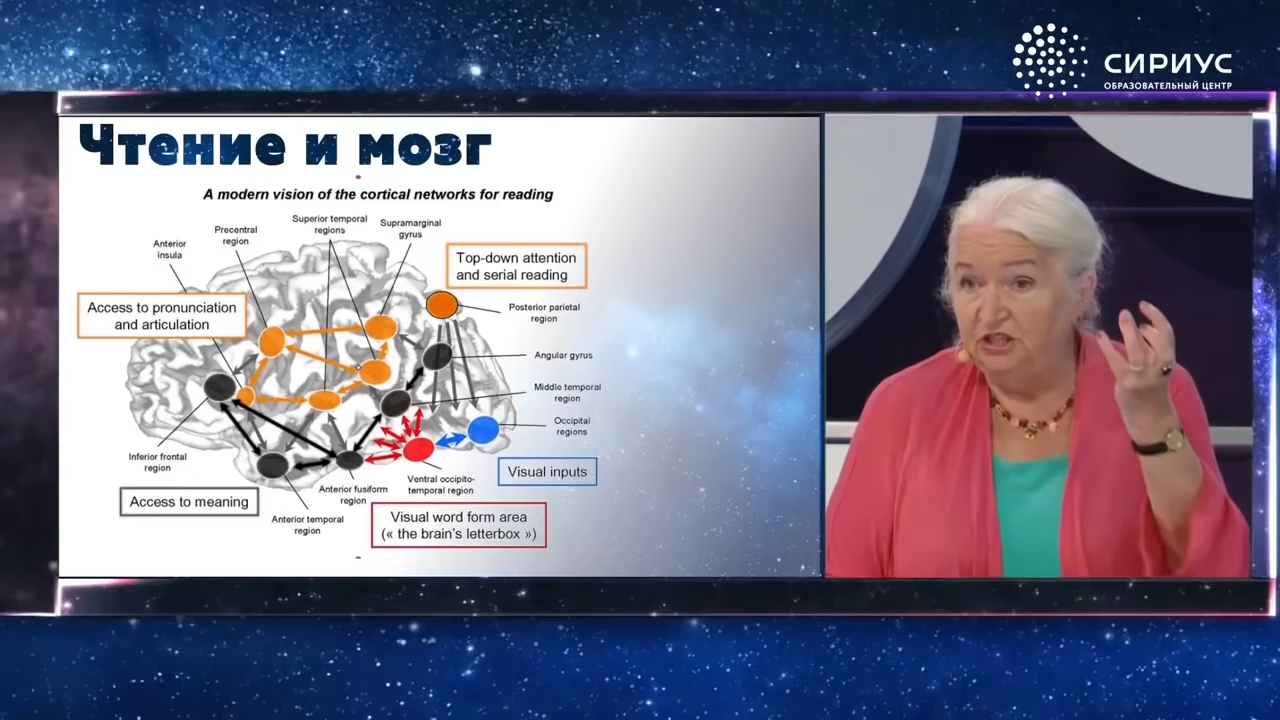 СИРИУС
ОБРАЗОВАТЕЛЬНЫЙ ЦЕНТР
Чтение и мозг
A modern vision of the cortical networks for reading
Superior temporal
regions
Supramarginal
gyrus
Precentral
region
Anterior
insula
Top-down attention
and serial reading
Access to pronunciation
and articulation
Posterior parietal
region
Angular gyrus
Middle temporal
region
Occipital
regions
Inferior frontal
region
Visual inputs
Ventral occipito-
temporal region
Anterior fusiform
region
Access to meaning
Anterior temporal
region
Visual word form area
(« the brain's letterbox »)